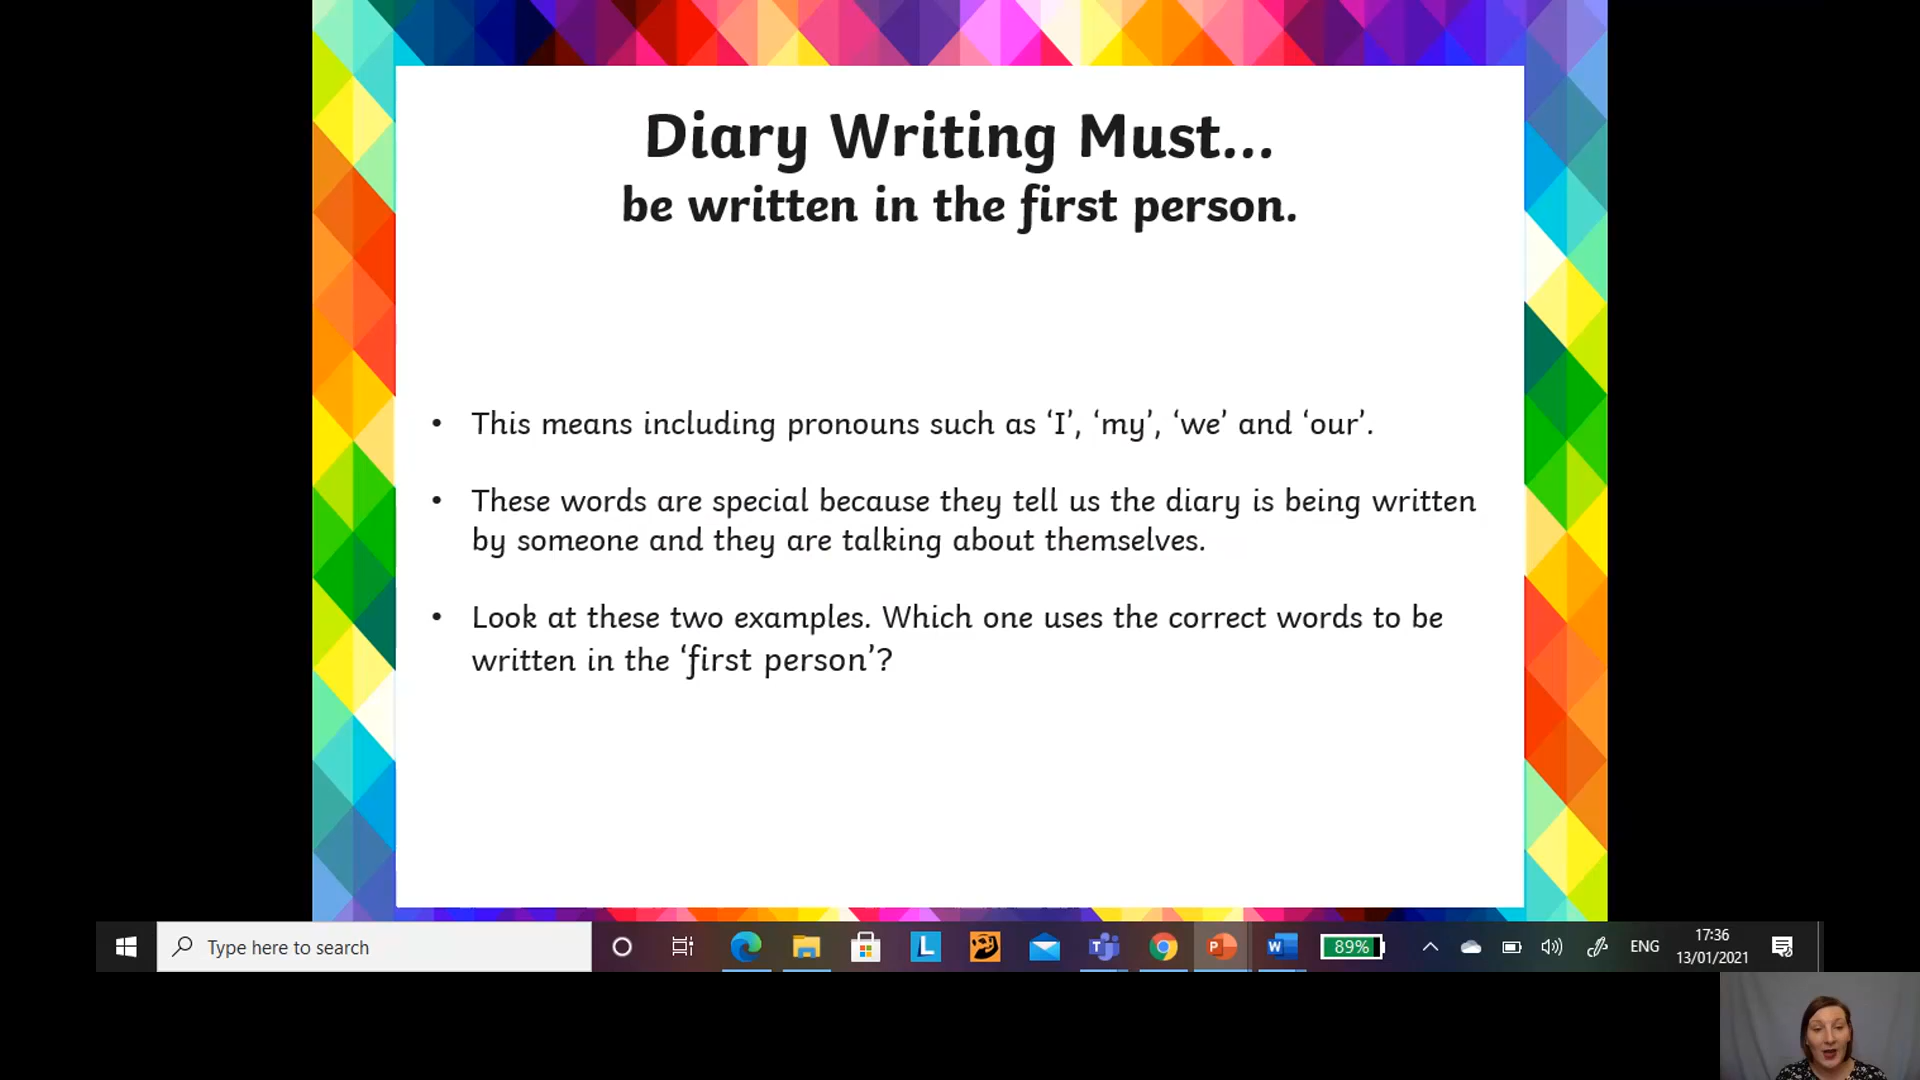 Diary Writing Must...
be written in the first person.
• This means including pronouns such as ‘I’, ‘my’, ‘we’ and ‘our’.
• These words are special because they tell us the diary is being written
by someone and they are talking about themselves.
• Look at these two examples. Which one uses the correct words to be
written in the ‘first person’?
Type here to search
L
T
P
W
89%
ENG
17:36
13/01/2021